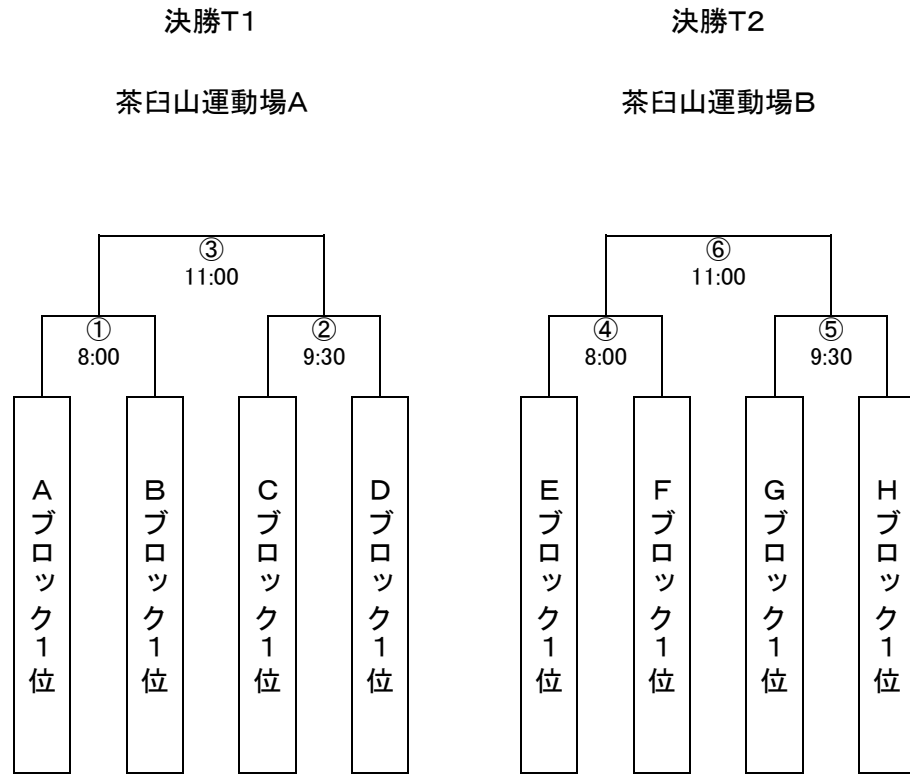 決勝T1
決勝T2
茶臼山運動場A
茶臼山運動場B
③
11:00
⑥
11:00
①
8:00
②
9:30
④
8:00
⑤
9:30
Aブロック1位
Bブロック1位
Cブロック1位
Dブロック1位
Eブロック1位
Fブロック1位
Gブロック1位
Hブロック1位